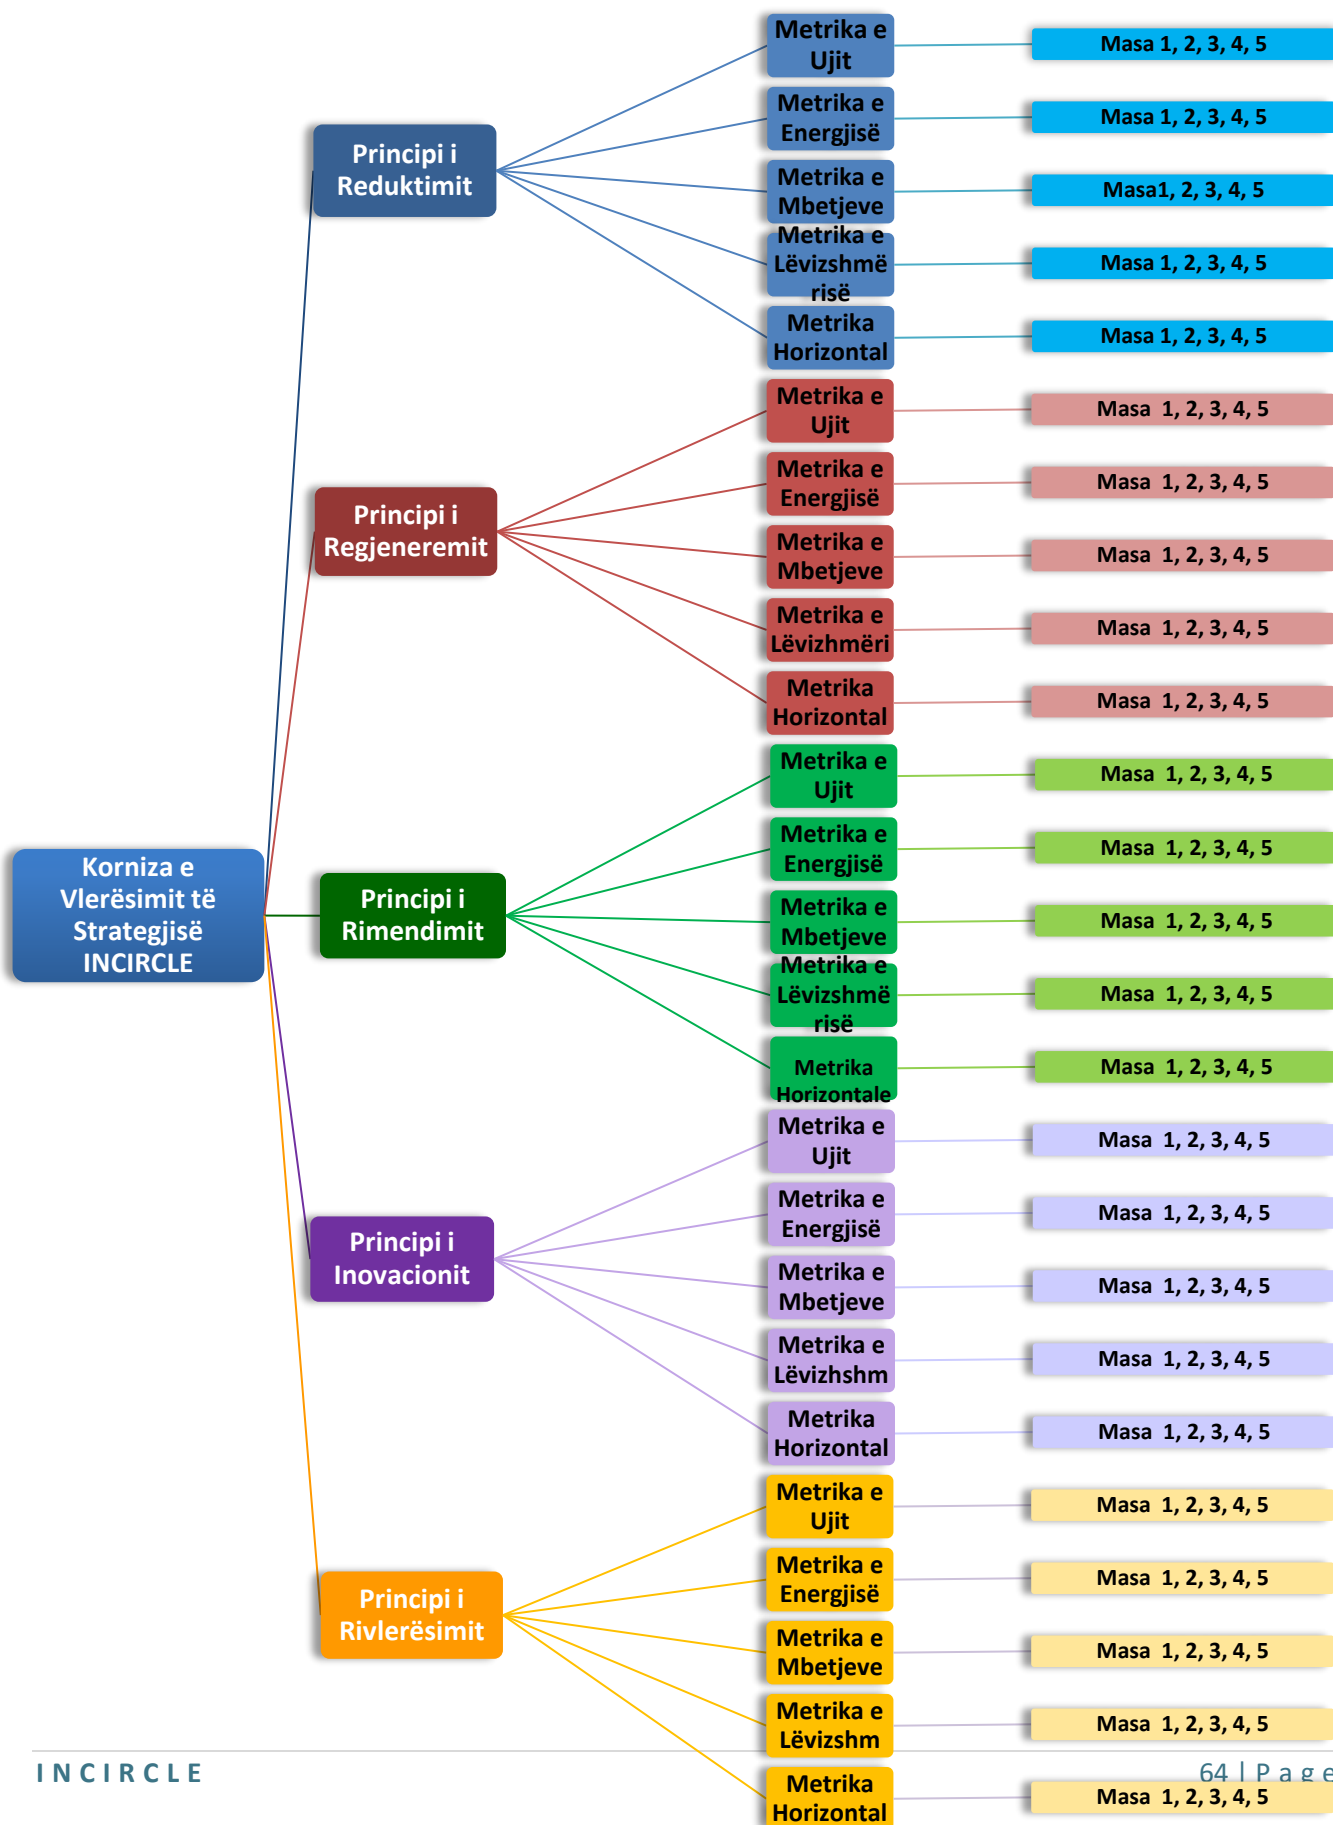 Korniza e
Vlerësimit të
Strategjisë
INCIRCLE
Principi i
Reduktimit
Metrika e
Ujit
Masa 1, 2, 3, 4, 5
Metrika e
Energjisë
Masa 1, 2, 3, 4, 5
Metrika e
Mbetjeve
Masa1, 2, 3, 4, 5
Metrika e
Lëvizshmë
risë
Masa 1, 2, 3, 4, 5
Metrika
Horizontal
Masa 1, 2, 3, 4, 5
Principi i
Regjeneremit
Metrika e
Ujit
Masa 1, 2, 3, 4, 5
Metrika e
Energjisë
Masa 1, 2, 3, 4, 5
Metrika e
Mbetjeve
Masa 1, 2, 3, 4, 5
Metrika e
Lëvizhmëri
Masa 1, 2, 3, 4, 5
Metrika
Horizontal
Masa 1, 2, 3, 4, 5
Principi i
Rimendimit
Metrika e
Ujit
Masa 1, 2, 3, 4, 5
Metrika e
Energjisë
Masa 1, 2, 3, 4, 5
Metrika e
Mbetjeve
Masa 1, 2, 3, 4, 5
Metrika e
Lëvizshmë
risë
Masa 1, 2, 3, 4, 5
Metrika
Horizontale
Masa 1, 2, 3, 4, 5
Principi i
Inovacionit
Metrika e
Ujit
Masa 1, 2, 3, 4, 5
Metrika e
Energjisë
Masa 1, 2, 3, 4, 5
Metrika e
Mbetjeve
Masa 1, 2, 3, 4, 5
Metrika e
Lëvizhshm
Masa 1, 2, 3, 4, 5
Metrika
Horizontal
Masa 1, 2, 3, 4, 5
Principi i
Rivlerësimit
Metrika e
Ujit
Masa 1, 2, 3, 4, 5
Metrika e
Energjisë
Masa 1, 2, 3, 4, 5
Metrika e
Mbetjeve
Masa 1, 2, 3, 4, 5
Metrika e
Lëvizshm
Masa 1, 2, 3, 4, 5
Metrika
Horizontal
Masa 1, 2, 3, 4, 5
INCIRCLE
64 | Page